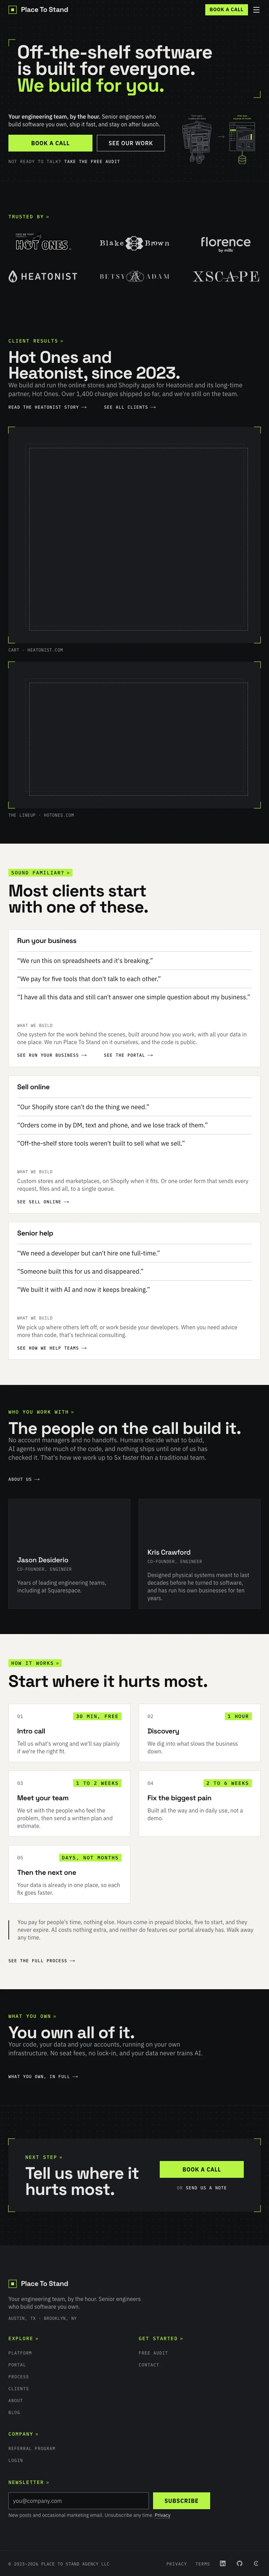 Place To Stand
BOOK A CALL
Off-the-shelf software
is built for everyone.
We build for you.
Your engineering team, by the hour. Senior engineers who
build software you own, ship it fast, and stay on after launch.
BOOK A CALL
SEE OUR WORK
NOT READY TO TALK? TAKE THE FREE AUDIT
TRUSTED BY
HOT ONES
Blake Brown
florence
by mills
HEATONIST
BETSY ADAM
XSCAPE
CLIENT RESULTS
Hot Ones and
Heatonist, since 2023.
We build and run the online stores and Shopify apps for Heatonist and its long-time
partner, Hot Ones. Over 1,400 changes shipped so far, and we're still on the team.
READ THE HEATONIST STORY →
SEE ALL CLIENTS →
CART · HEATONIST.COM
THE LINEUP · HOTONES.COM
SOUND FAMILIAR?
Most clients start
with one of these.
Run your business
“We run this on spreadsheets and it's breaking.”
“We pay for five tools that don't talk to each other.”
“I have all this data and still can't answer one simple question about my business.”
WHAT WE BUILD
One system for the work behind the scenes, built around how you work, with all your data in
one place. We run Place To Stand on it ourselves, and the code is public.
SEE RUN YOUR BUSINESS →
SEE THE PORTAL →
Sell online
“Our Shopify store can't do the thing we need.”
“Orders come in by DM, text and phone, and we lose track of them.”
“Off-the-shelf store tools weren't built to sell what we sell.”
WHAT WE BUILD
Custom stores and marketplaces, on Shopify when it fits. Or one order form that sends every
request, files and all, to a single queue.
SEE SELL ONLINE →
Senior help
“We need a developer but can't hire one full-time.”
“Someone built this for us and disappeared.”
“We built it with AI and now it keeps breaking.”
WHAT WE BUILD
We pick up where others left off, or work beside your developers. When you need advice
more than code, that's technical consulting.
SEE HOW WE HELP TEAMS →
WHO YOU WORK WITH
The people on the call build it.
No account managers and no handoffs. Humans decide what to build,
AI agents write much of the code, and nothing ships until one of us has
checked it. That's how we work up to 5x faster than a traditional team.
ABOUT US →
Jason Desiderio
CO-FOUNDER, ENGINEER
Years of leading engineering teams,
including at Squarespace.
Kris Crawford
CO-FOUNDER, ENGINEER
Designed physical systems meant to last
decades before he turned to software,
and has run his own businesses for ten
years.
HOW IT WORKS
Start where it hurts most.
01
30 MIN, FREE
Intro call
Tell us what's wrong and we'll say plainly
if we're the right fit.
02
1 HOUR
Discovery
We dig into what slows the business
down.
03
1 TO 2 WEEKS
Meet your team
We sit with the people who feel the
problem, then send a written plan and
estimate.
04
2 TO 6 WEEKS
Fix the biggest pain
Built all the way and in daily use, not a
demo.
05
DAYS, NOT MONTHS
Then the next one
Your data is already in one place, so each
fix goes faster.
You pay for people's time, nothing else. Hours come in prepaid blocks, five to start, and they
never expire. AI costs nothing extra, and neither do features our portal already has. Walk away
any time.
SEE THE FULL PROCESS →
WHAT YOU OWN
You own all of it.
Your code, your data and your accounts, running on your own
infrastructure. No seat fees, no lock-in, and your data never trains AI.
WHAT YOU OWN, IN FULL →
NEXT STEP
Tell us where it
hurts most.
BOOK A CALL
OR SEND US A NOTE
Place To Stand
Your engineering team, by the hour. Senior engineers
who build software you own.
AUSTIN, TX · BROOKLYN, NY
EXPLORE
PLATFORM
PORTAL
PROCESS
CLIENTS
ABOUT
BLOG
GET STARTED
FREE AUDIT
CONTACT
COMPANY
REFERRAL PROGRAM
LOGIN
NEWSLETTER
you@company.com
SUBSCRIBE
New posts and occasional marketing email. Unsubscribe any time. Privacy
© 2023–2026 PLACE TO STAND AGENCY LLC
PRIVACY
TERMS